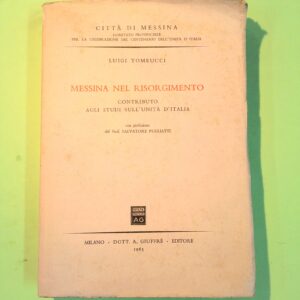 CITTÀ DI MESSINA
COMITATO PROVINCIALE
PER LA CELEBRAZIONE DEL CENTENARIO DELL'UNITÀ D'ITALIA
LUIGI TOMEUCCI
MESSINA NEL RISORGIMENTO
CONTRIBUTO
AGLI STUDI SULL'UNITÀ D'ITALIA
con prefazione
del Prof. SALVATORE PUGLIATTI
AG
MILANO - DOTT. A. GIUFFRÈ - EDITORE
1963